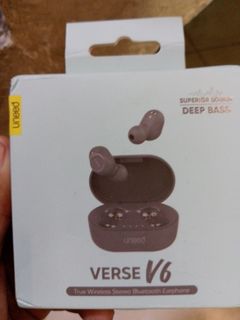 uneed
SUPERIOR SOUND
DEEP BASS
uneed
VERSE V6
True Wireless Stereo Bluetooth Earphone